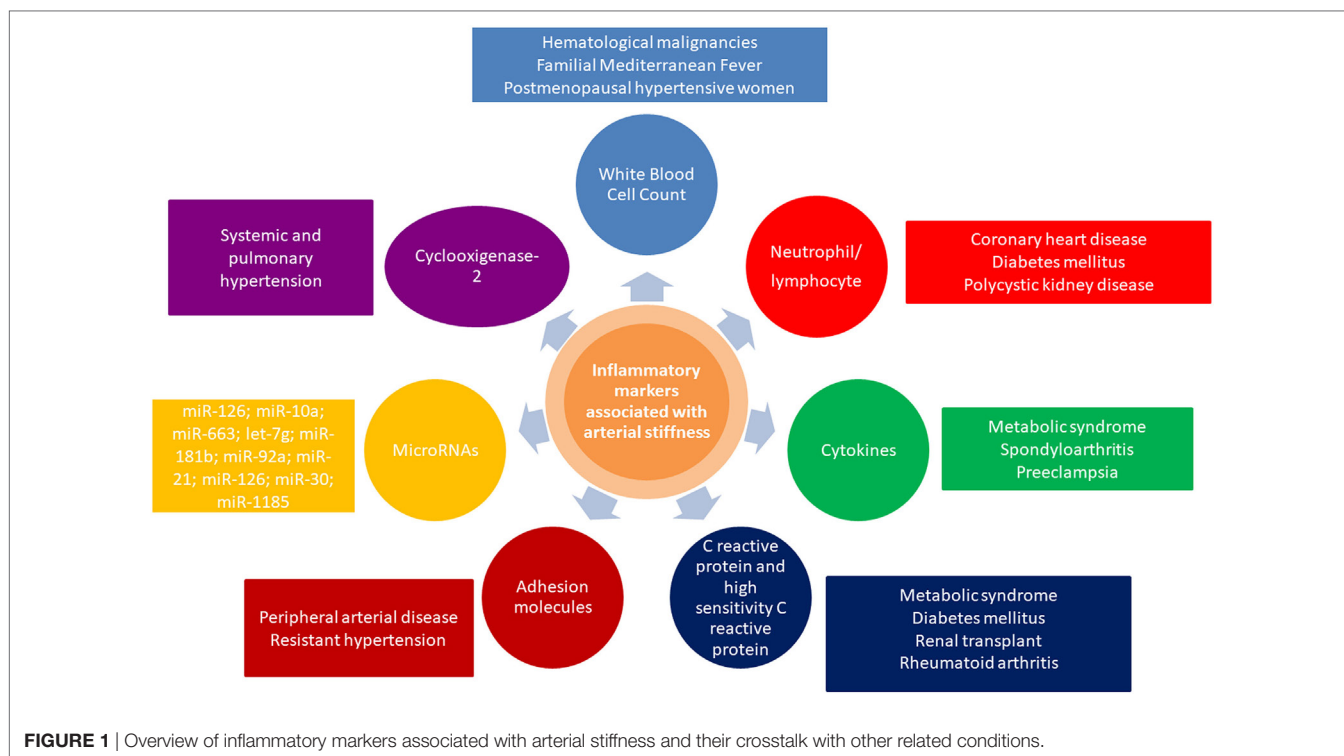 Hematological malignancies
Familial Mediterranean Fever
Postmenopausal hypertensive women
White Blood
Cell Count
Systemic and
pulmonary
hypertension
Cyclooxigenase-
2
Neutrophil/
lymphocyte
Coronary heart disease
Diabetes mellitus
Polycystic kidney disease
Inflammatory
markers
associated with
arterial stiffness
miR-126; miR-10a;
miR-663; let-7g; miR-
181b; miR-92a; miR-
21; miR-126; miR-30;
miR-1185
MicroRNAs
Cytokines
Metabolic syndrome
Spondyloarthritis
Preeclampsia
Peripheral arterial disease
Resistant hypertension
Adhesion
molecules
C reactive
protein and
high
sensitivity C
reactive
protein
Metabolic syndrome
Diabetes mellitus
Renal transplant
Rheumatoid arthritis
FIGURE 1 | Overview of inflammatory markers associated with arterial stiffness and their crosstalk with other related conditions.